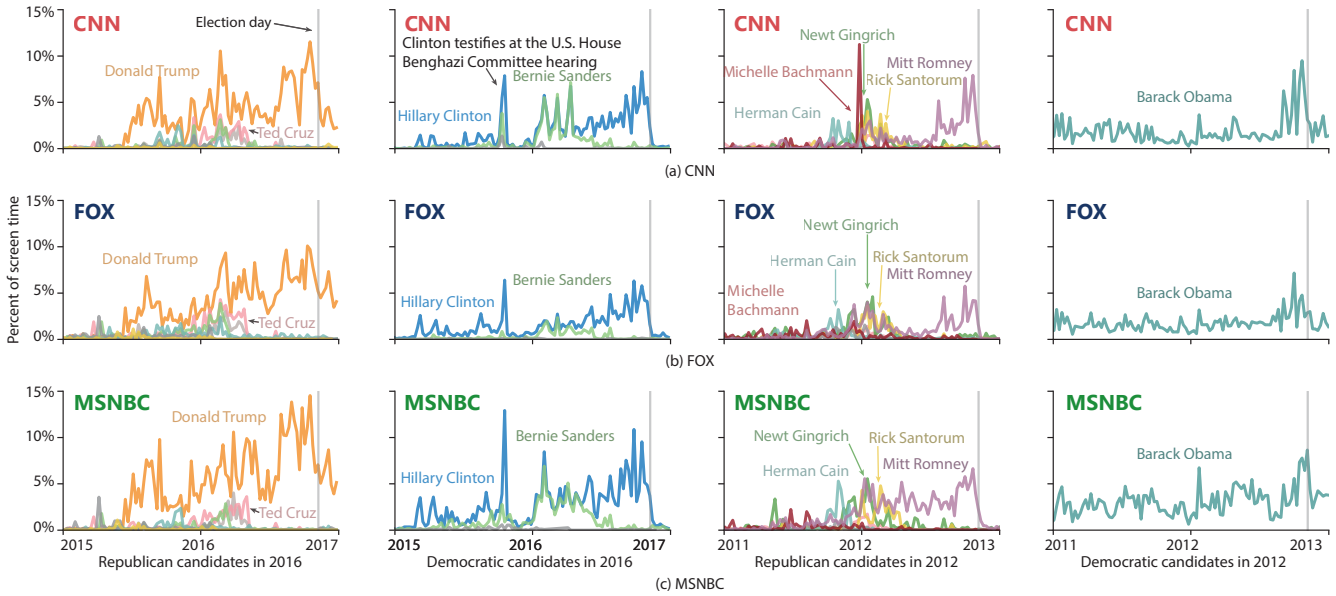 15%
10%
5%
0%
CNN
Election day
Donald Trump
Ted Cruz
CNN
Clinton testifies at the U.S. House
Benghazi Committee hearing
Bernie Sanders
Hillary Clinton
CNN
Newt Gingrich
Michelle Bachmann
Mitt Romney
Rick Santorum
Herman Cain
CNN
Barack Obama
(a) CNN
Percent of screen time
15%
10%
5%
0%
FOX
Donald Trump
Ted Cruz
FOX
Bernie Sanders
Hillary Clinton
FOX
Newt Gingrich
Herman Cain
Rick Santorum
Mitt Romney
Michelle
Bachmann
FOX
Barack Obama
(b) FOX
15%
10%
5%
0%
MSNBC
Donald Trump
Ted Cruz
2015
2016
2017
Republican candidates in 2016
MSNBC
Bernie Sanders
Hillary Clinton
2015
2016
2017
Democratic candidates in 2016
MSNBC
Newt Gingrich
Rick Santorum
Herman Cain
Mitt Romney
2011
2012
2013
Republican candidates in 2012
MSNBC
Barack Obama
2011
2012
2013
Democratic candidates in 2012
(c) MSNBC